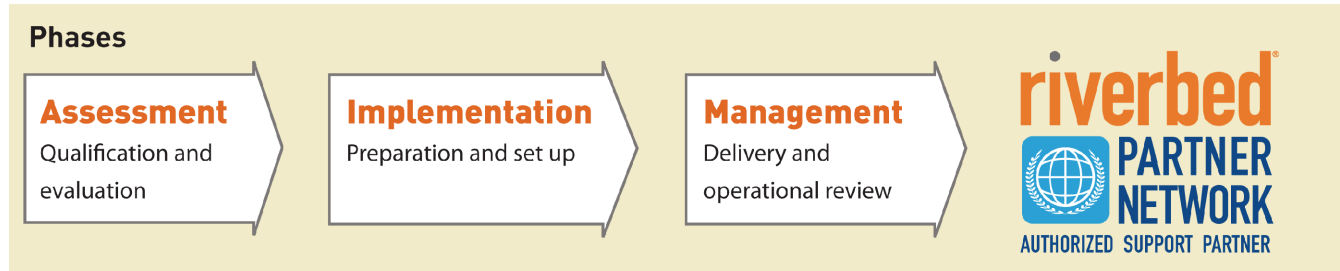 Phases
Assessment
Qualification and
evaluation
Implementation
Preparation and set up
Management
Delivery and
operational review
riverbed®
PARTNER
NETWORK
AUTHORIZED SUPPORT PARTNER